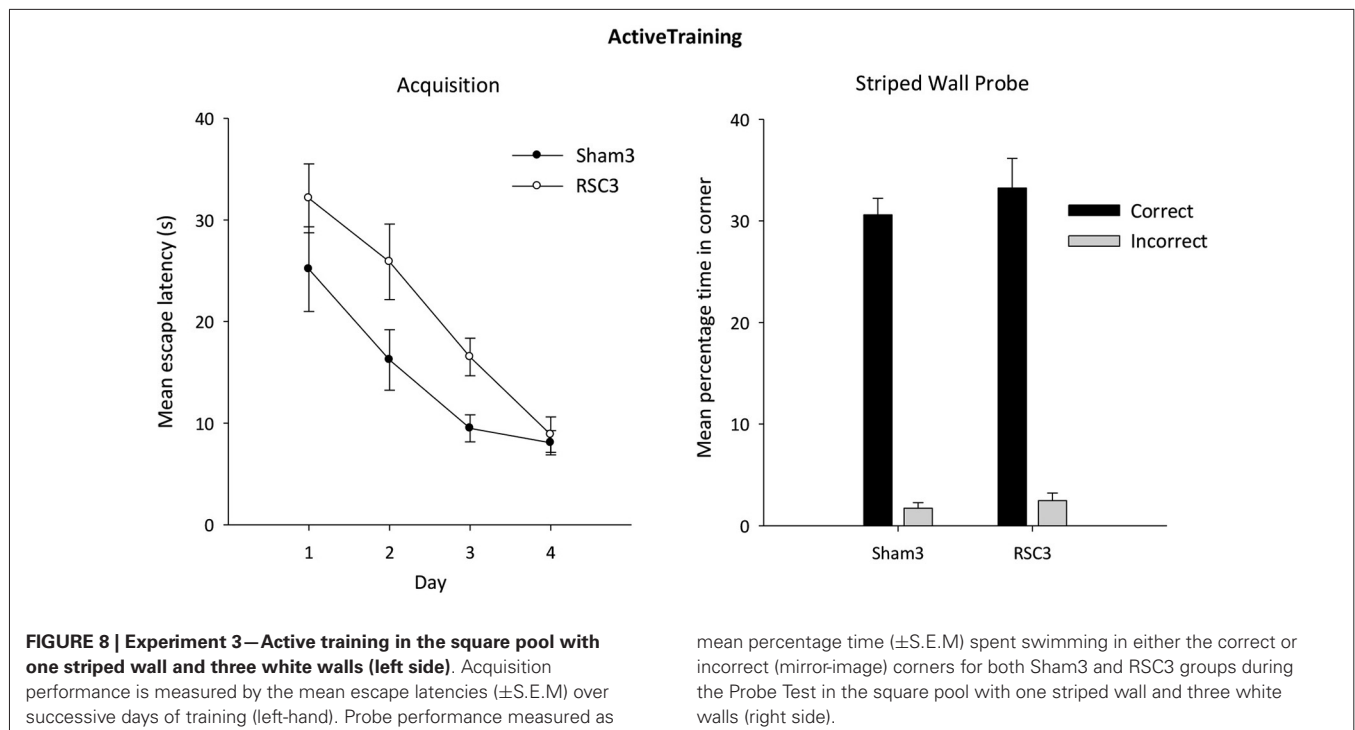 ActiveTraining
Acquisition
40
30
20
10
0
Mean escape latency (s)
Sham3
RSC3
1 2 3 4
Day
Striped Wall Probe
40
30
20
10
0
Mean percentage time in corner
Correct
Incorrect
Sham3 RSC3
FIGURE 8 | Experiment 3—Active training in the square pool with
one striped wall and three white walls (left side). Acquisition
performance is measured by the mean escape latencies (±S.E.M) over
successive days of training (left-hand). Probe performance measured as
mean percentage time (±S.E.M) spent swimming in either the correct or
incorrect (mirror-image) corners for both Sham3 and RSC3 groups during
the Probe Test in the square pool with one striped wall and three white
walls (right side).